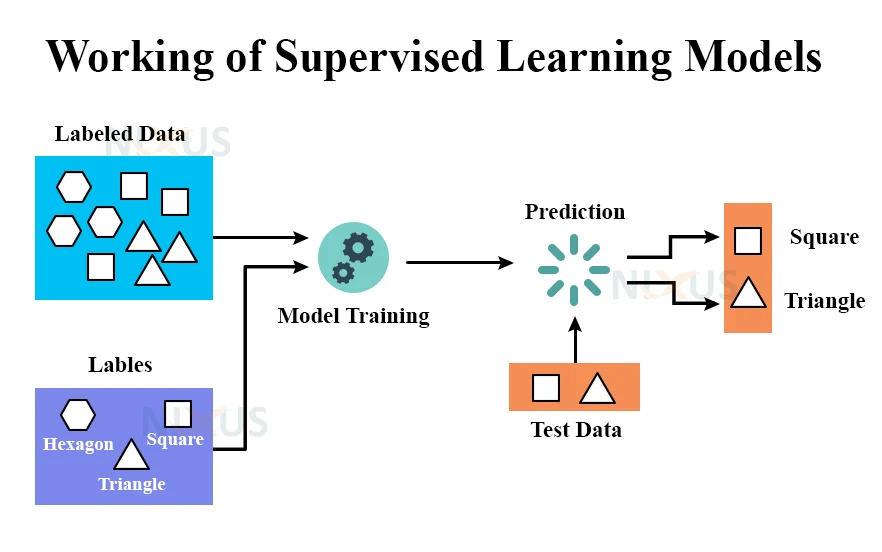 Working of Supervised Learning Models
Labeled Data
NIXUS
Prediction
Square
NIXUS
Triangle
Model Training
Lables
NIXUS
Hexagon
Square
Triangle
Test Data